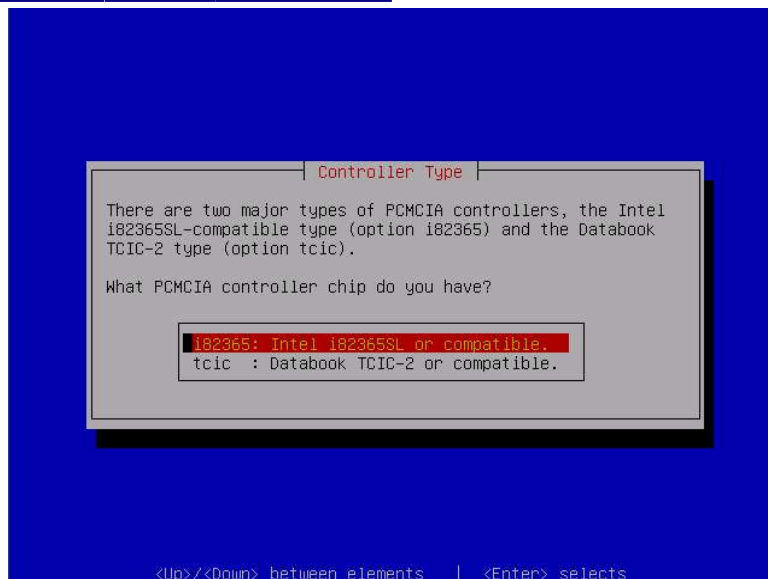 Controller Type
There are two major types of PCMCIA controllers, the Intel
i82365SL-compatible type (option i82365) and the Databook
TCIC-2 type (option tcic).
What PCMCIA controller chip do you have?
i82365: Intel i82365SL or compatible.
tcic  : Databook TCIC-2 or compatible.
<Up>/<Down> between elements   |  <Enter> selects